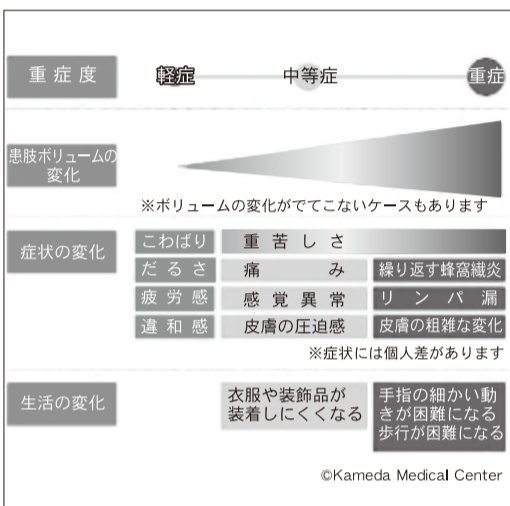 重症度 軽症 中等症 重症
患肢ボリュームの
変化
※ボリュームの変化がでてこないケースもあります
症状の変化
こわばり 重苦しさ
だるさ 痛み 繰り返す蜂窩織炎
疲労感 感覚異常 リンパ漏
違和感 皮膚の圧迫感 皮膚の粗雑な変化
※症状には個人差があります
生活の変化
衣服や装飾品が
装着しにくくなる
手指の細かい動
きが困難になる
歩行が困難になる
©Kameda Medical Center